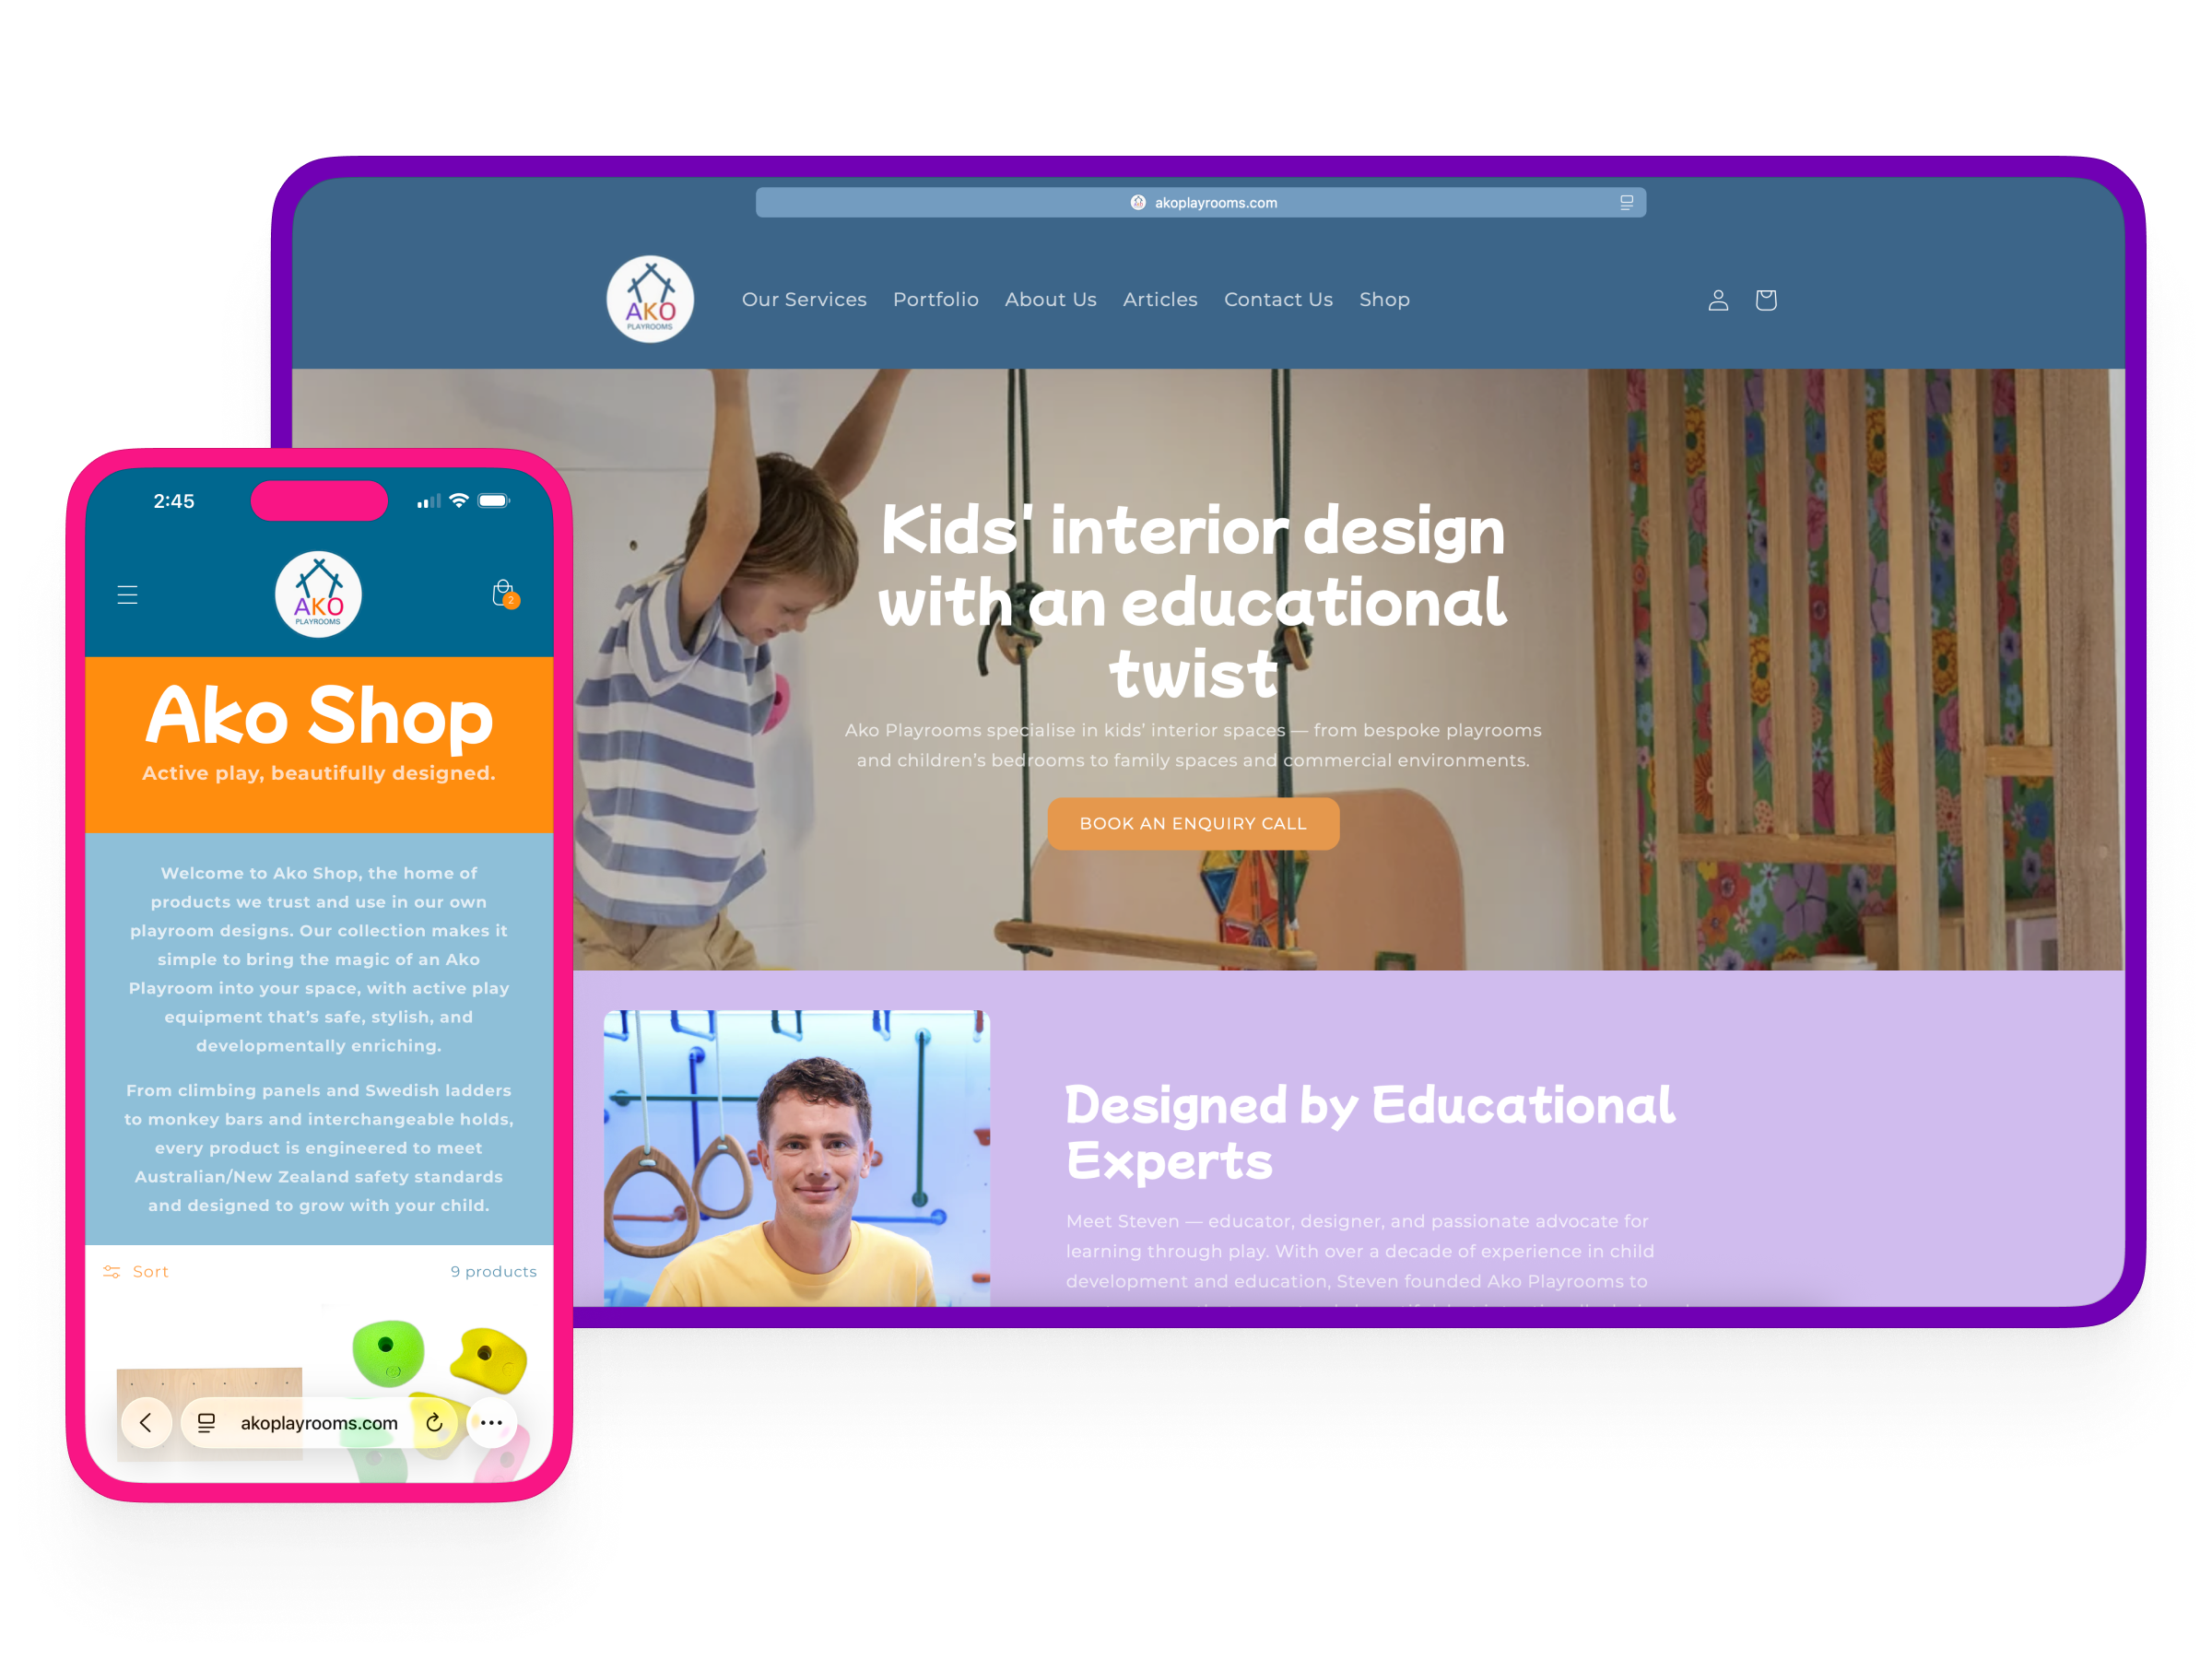 akoplayrooms.com
AKO
PLAYROOMS
Our Services
Portfolio
About Us
Articles
Contact Us
Shop
Kids' interior design
with an educational
twist
Ako Playrooms specialise in kids’ interior spaces — from bespoke playrooms
and children’s bedrooms to family spaces and commercial environments.
BOOK AN ENQUIRY CALL
Designed by Educational
Experts
Meet Steven — educator, designer, and passionate advocate for
learning through play. With over a decade of experience in child
development and education, Steven founded Ako Playrooms to
2:45
AKO
PLAYROOMS
2
Ako Shop
Active play, beautifully designed.
Welcome to Ako Shop, the home of
products we trust and use in our own
playroom designs. Our collection makes it
simple to bring the magic of an Ako
Playroom into your space, with active play
equipment that’s safe, stylish, and
developmentally enriching.
From climbing panels and Swedish ladders
to monkey bars and interchangeable holds,
every product is engineered to meet
Australian/New Zealand safety standards
and designed to grow with your child.
Sort
9 products
akoplayrooms.com